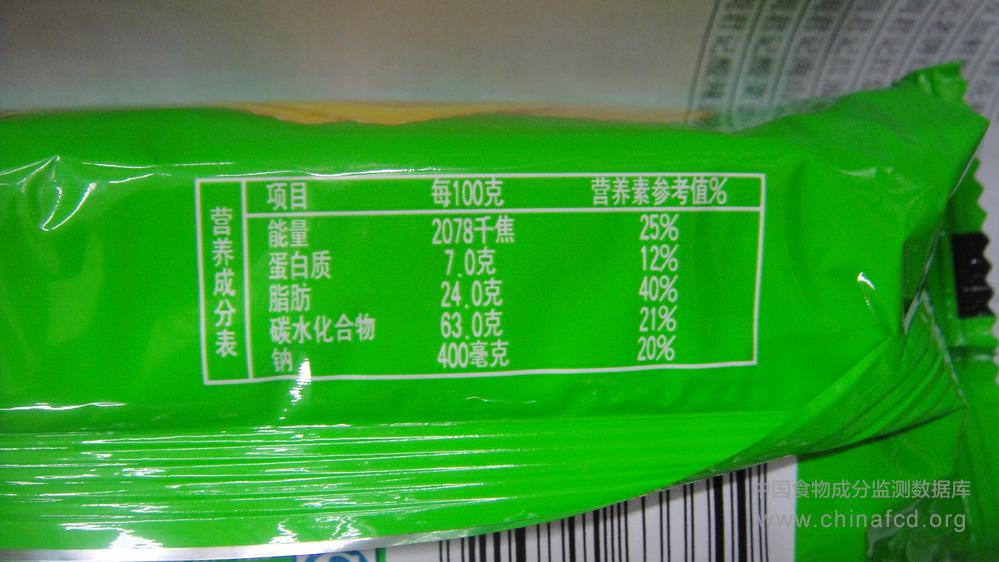 营养成分表
项目 每100克 营养素参考值%
能量 2078千焦 25%
蛋白质 7.0克 12%
脂肪 24.0克 40%
碳水化合物 63.0克 21%
钠 400毫克 20%
中国食物成分监测数据库
www.chinafcd.org